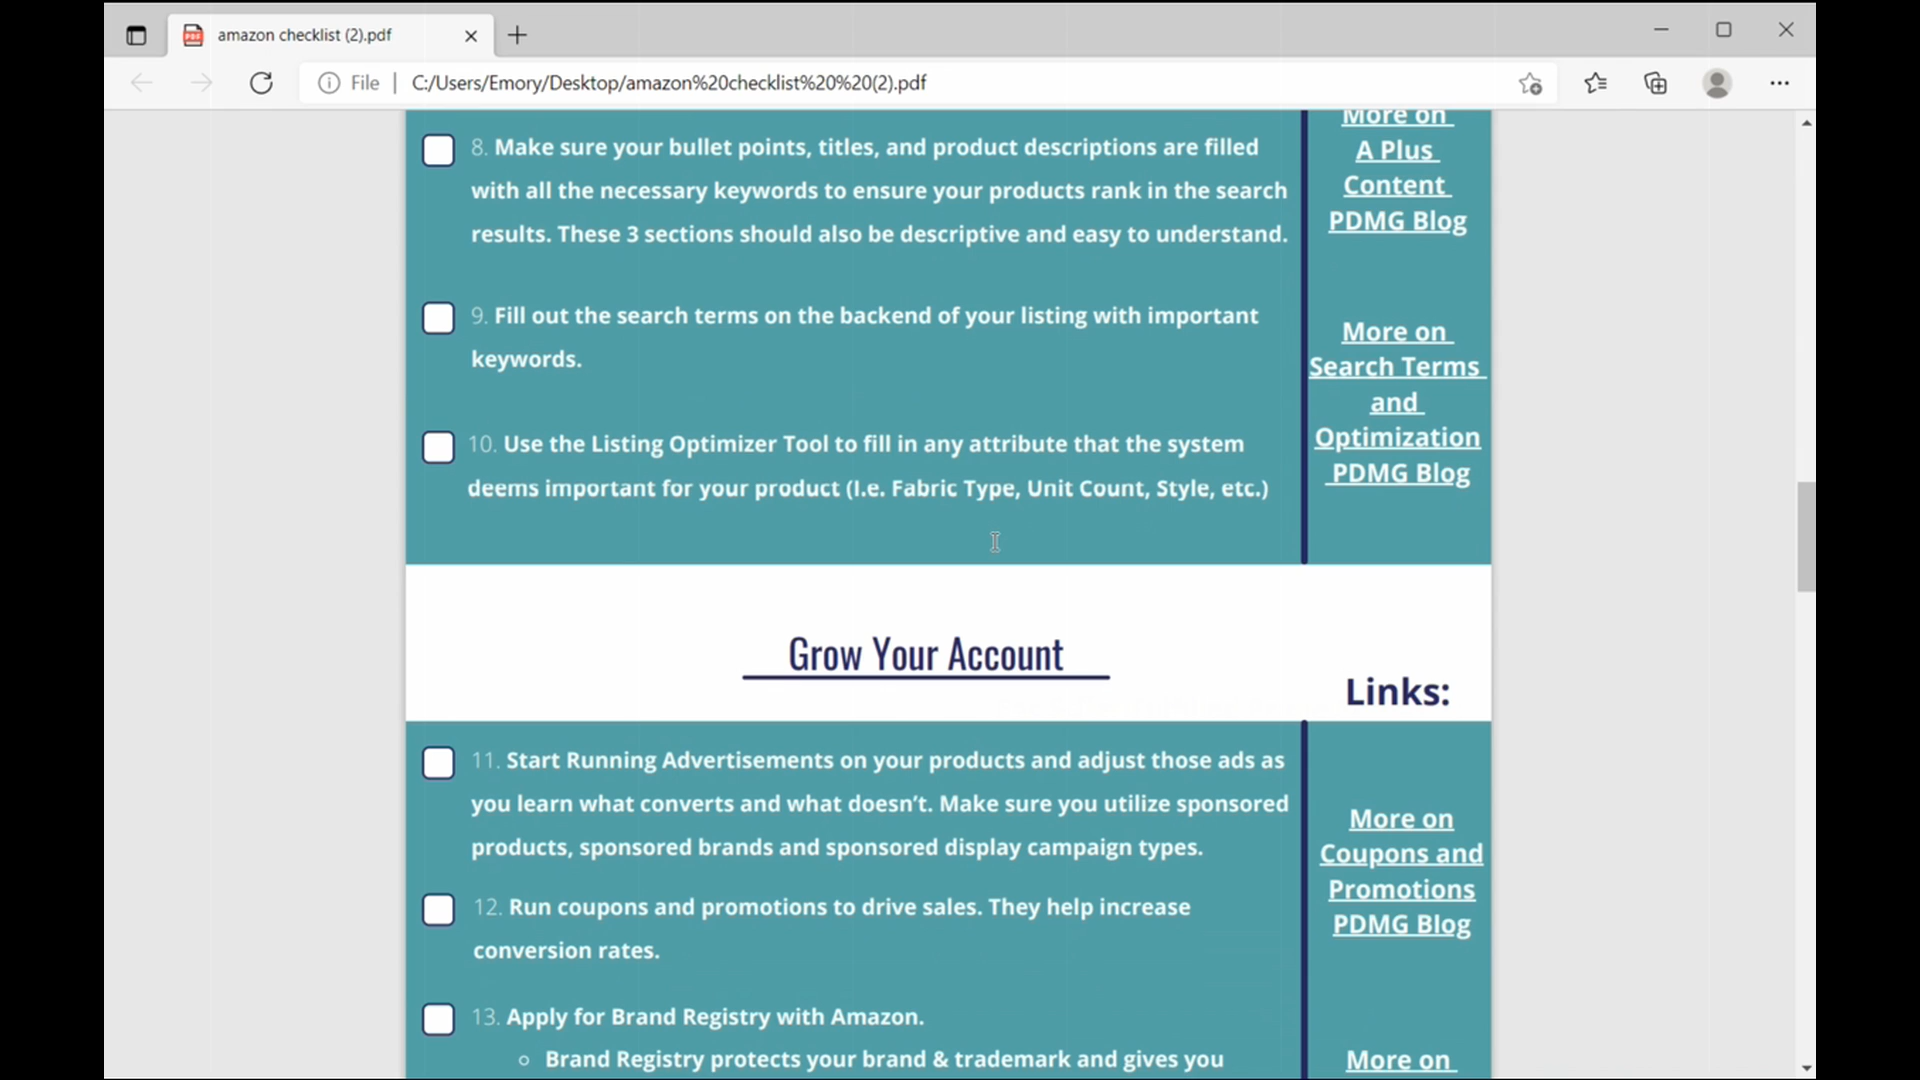 amazon checklist (2).pdf
File
C:/Users/Emory/Desktop/amazon%20checklist%20%20(2).pdf
8. Make sure your bullet points, titles, and product descriptions are filled
with all the necessary keywords to ensure your products rank in the search
results. These 3 sections should also be descriptive and easy to understand.
More on
A Plus
Content
PDMG Blog
9. Fill out the search terms on the backend of your listing with important
keywords.
10. Use the Listing Optimizer Tool to fill in any attribute that the system
deems important for your product (I.e. Fabric Type, Unit Count, Style, etc.)
More on
Search Terms
and
Optimization
PDMG Blog
Grow Your Account
Links:
11. Start Running Advertisements on your products and adjust those ads as
you learn what converts and what doesn't. Make sure you utilize sponsored
products, sponsored brands and sponsored display campaign types.
12. Run coupons and promotions to drive sales. They help increase
conversion rates.
More on
Coupons and
Promotions
PDMG Blog
13. Apply for Brand Registry with Amazon.
Brand Registry protects your brand & trademark and gives you
More on